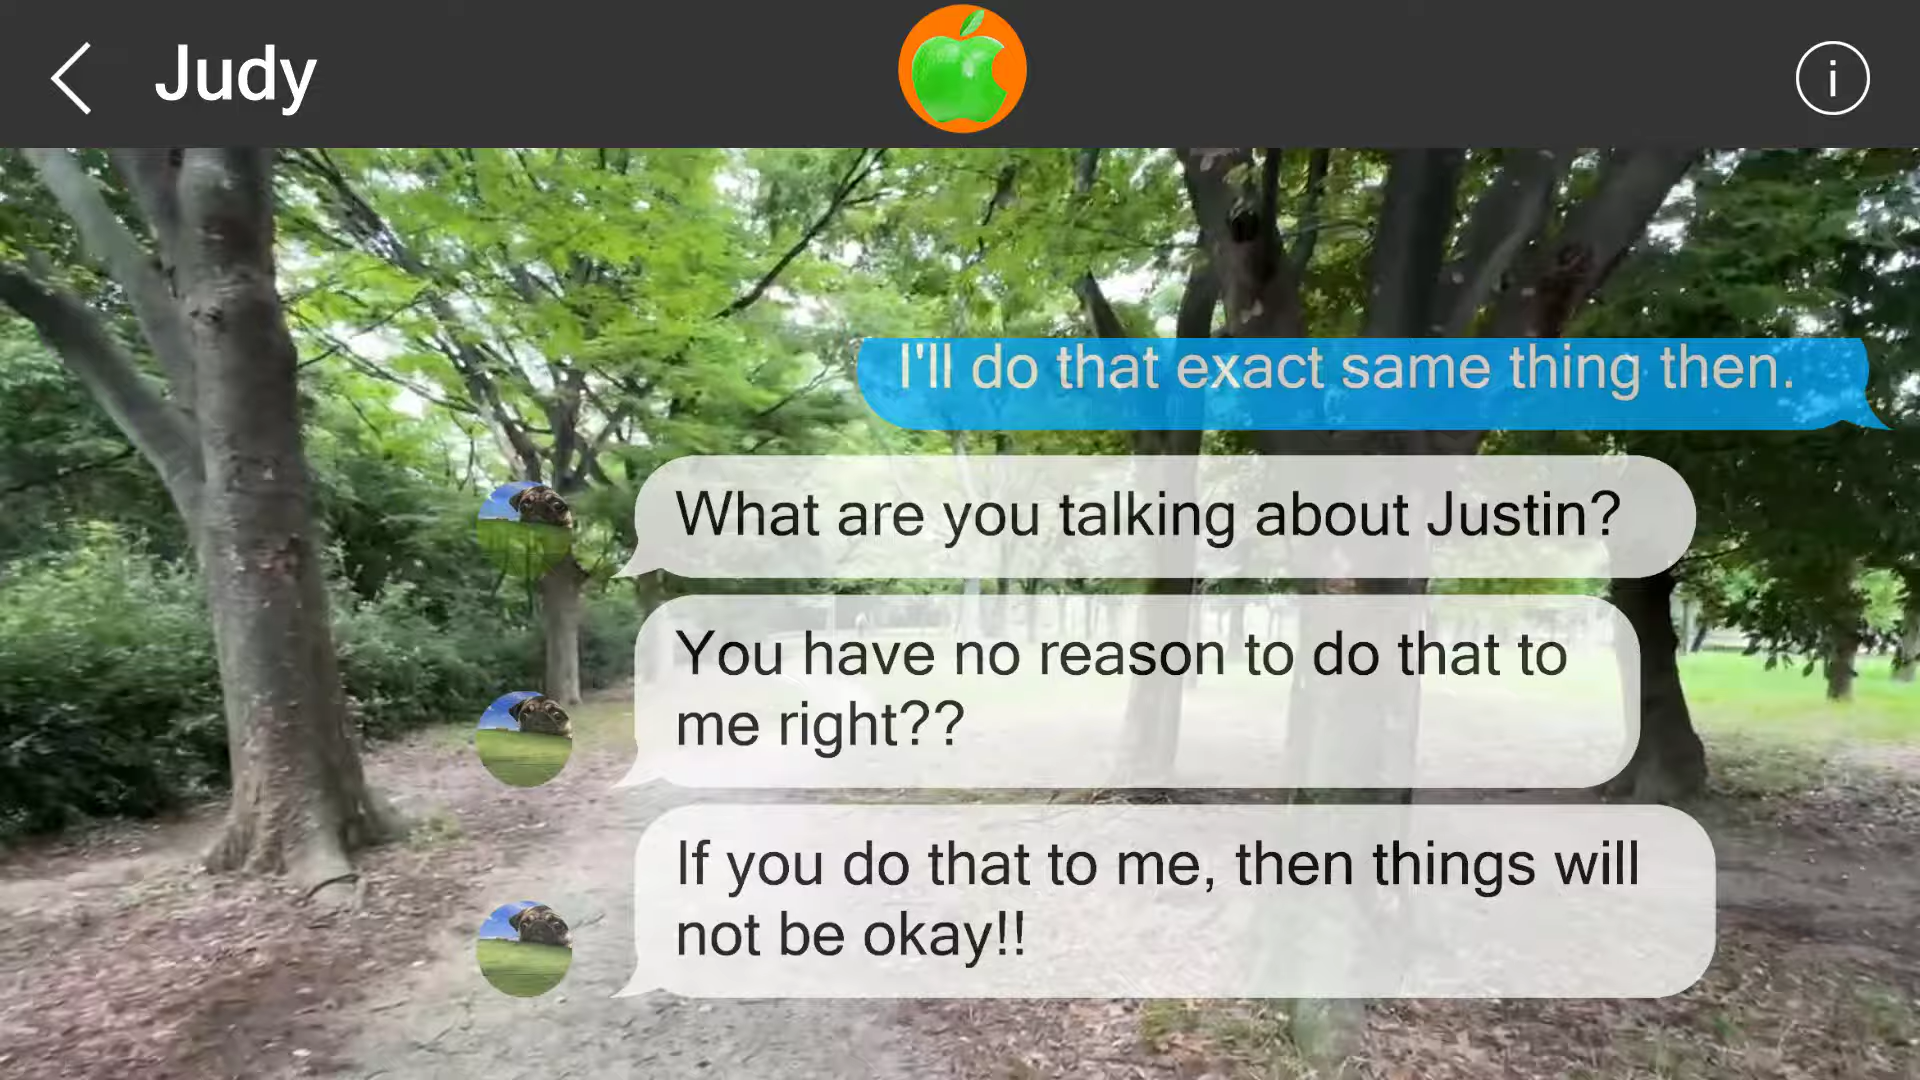 Judy
i
I'll do that exact same thing then.
What are you talking about Justin?
You have no reason to do that to
me right??
If you do that to me, then things will
not be okay!!